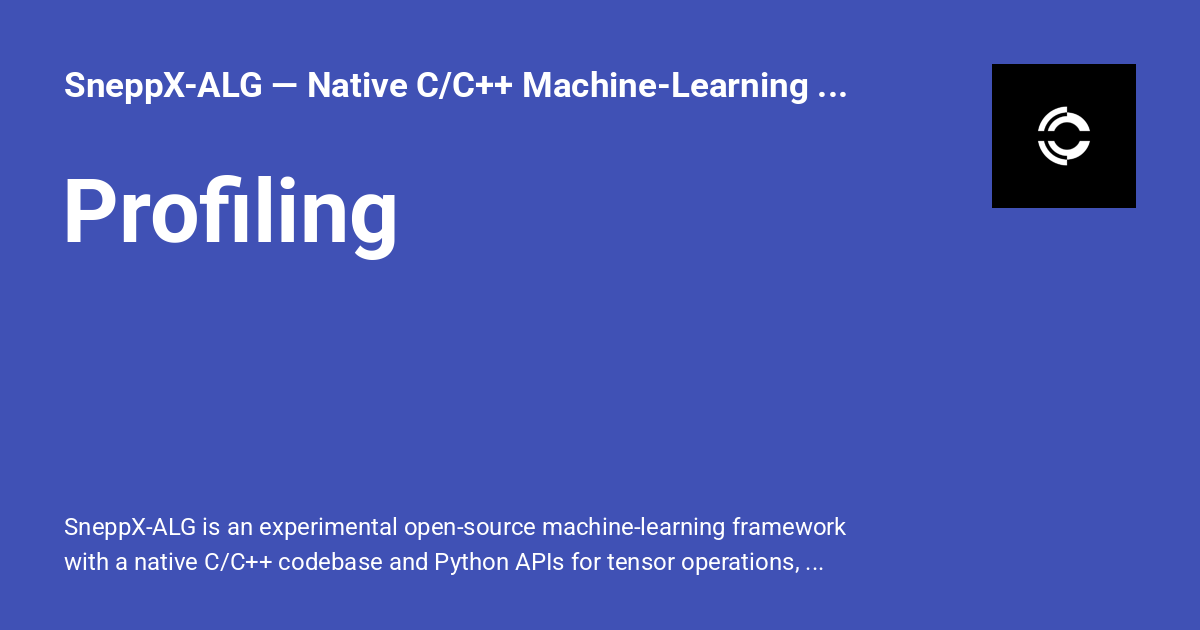 SneppX-ALG — Native C/C++ Machine-Learning ...
Profiling
SneppX-ALG is an experimental open-source machine-learning framework
with a native C/C++ codebase and Python APIs for tensor operations, ...